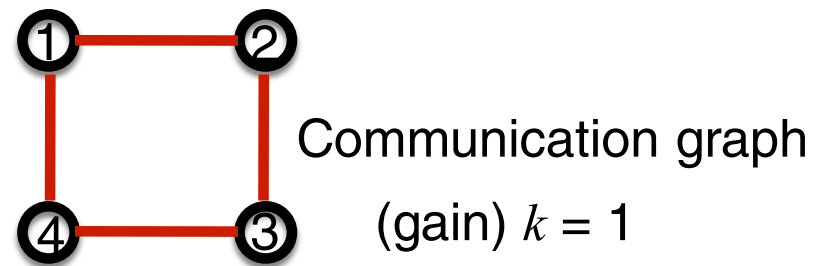 1 2
Communication graph
(gain) k = 1
4 3